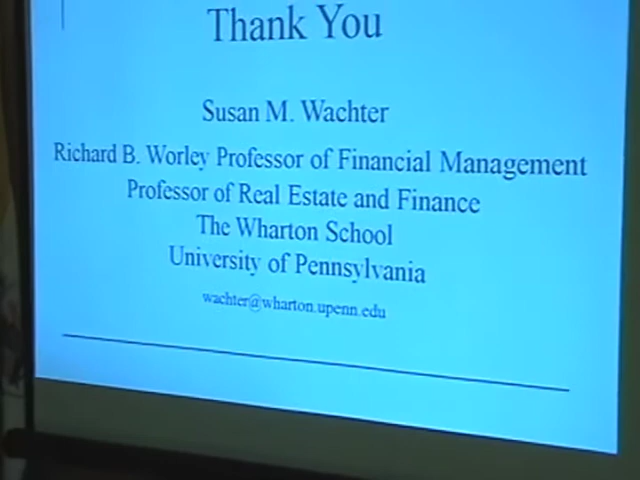 Thank You
Susan M. Wachter
Richard B. Worley Professor of Financial Management
Professor of Real Estate and Finance
The Wharton School
University of Pennsylvania
wachter@wharton.upenn.edu